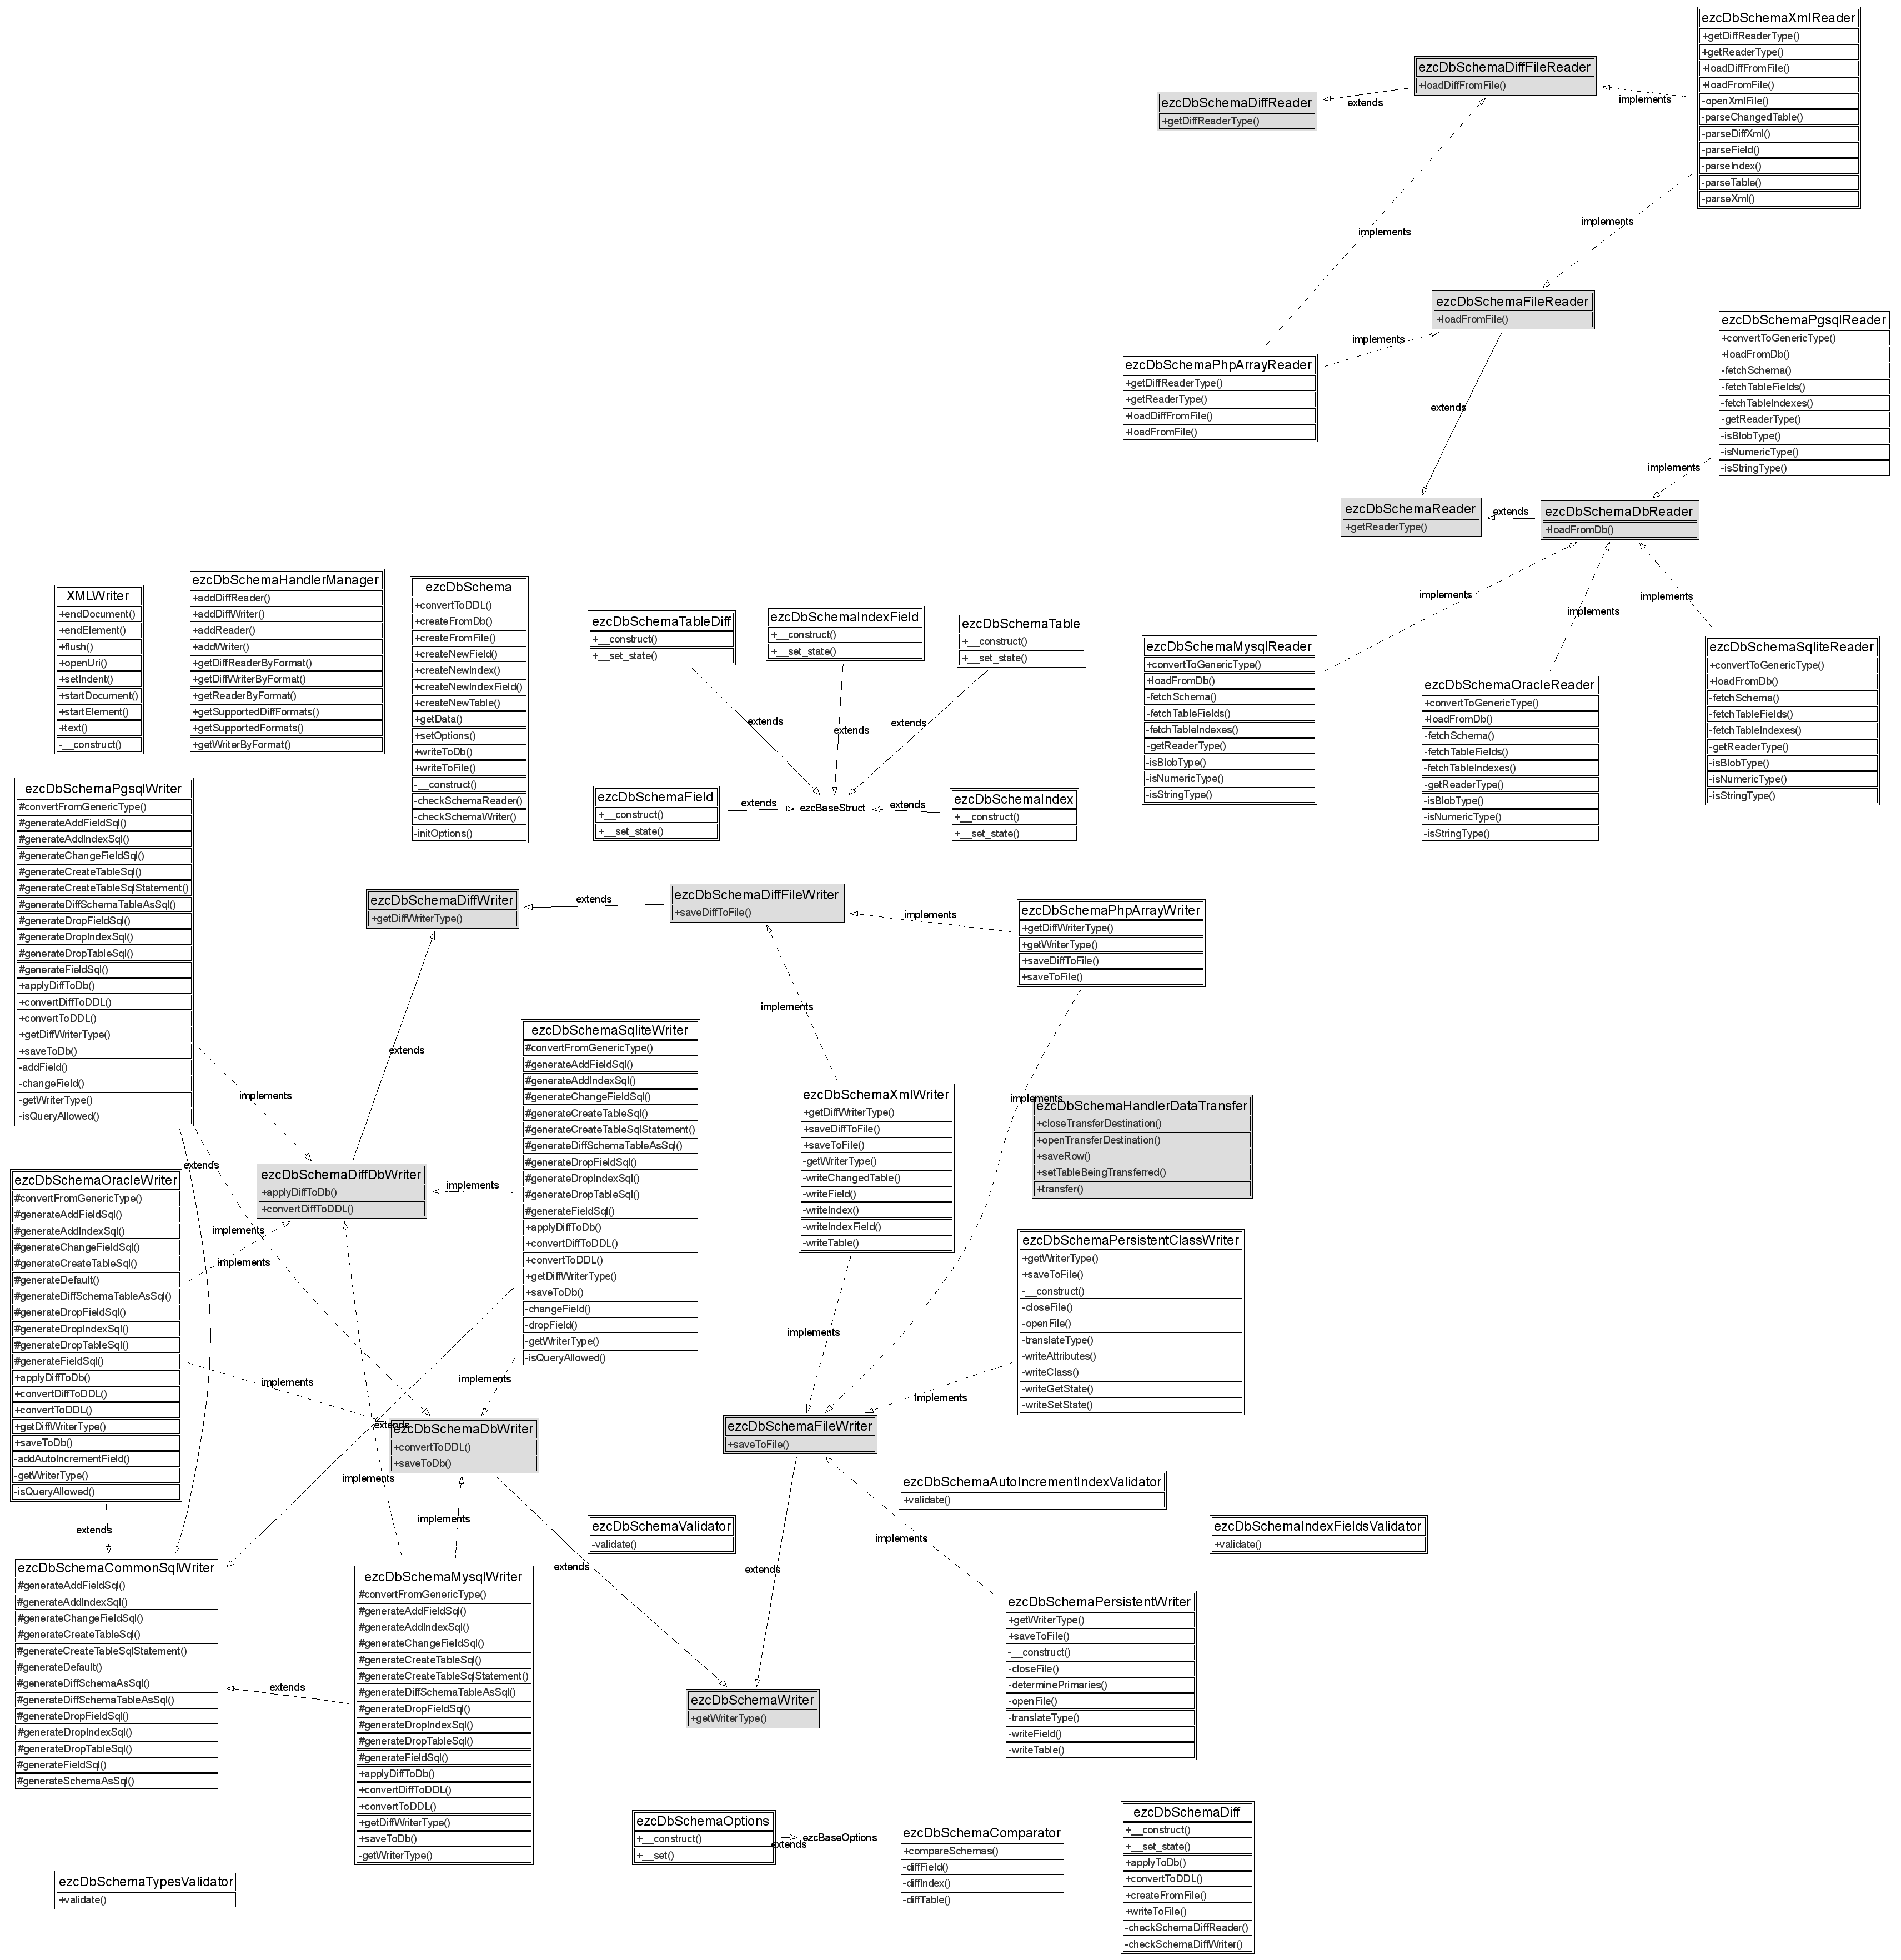 ezcDbSchemaXmlReader
+getDiffReaderType()
+getReaderType()
+loadDiffFromFile()
+loadFromFile()
-openXmlFile()
-parseChangedTable()
-parseDiffXml()
-parseField()
-parseIndex()
-parseTable()
-parseXml()
ezcDbSchemaDiffFileReader
+loadDiffFromFile()
implements
extends
ezcDbSchemaDiffReader
+getDiffReaderType()
implements
implements
ezcDbSchemaFileReader
+loadFromFile()
implements
ezcDbSchemaPhpArrayReader
+getDiffReaderType()
+getReaderType()
+loadDiffFromFile()
+loadFromFile()
extends
ezcDbSchemaPgsqlReader
+convertToGenericType()
+loadFromDb()
-fetchSchema()
-fetchTableFields()
-fetchTableIndexes()
-getReaderType()
-isBlobType()
-isNumericType()
-isStringType()
implements
ezcDbSchemaReader
+getReaderType()
extends
ezcDbSchemaDbReader
+loadFromDb()
implements
implements
implements
XMLWriter
+endDocument()
+endElement()
+flush()
+openUri()
+setIndent()
+startDocument()
+startElement()
+text()
-__construct()
ezcDbSchemaHandlerManager
+addDiffReader()
+addDiffWriter()
+addReader()
+addWriter()
+getDiffReaderByFormat()
+getDiffWriterByFormat()
+getReaderByFormat()
+getSupportedDiffFormats()
+getSupportedFormats()
+getWriterByFormat()
ezcDbSchema
+convertToDDL()
+createFromDb()
+createFromFile()
+createNewField()
+createNewIndex()
+createNewIndexField()
+createNewTable()
+getData()
+setOptions()
+writeToDb()
+writeToFile()
-__construct()
-checkSchemaReader()
-checkSchemaWriter()
-initOptions()
ezcDbSchemaTableDiff
+__construct()
+__set_state()
ezcDbSchemaIndexField
+__construct()
+__set_state()
ezcDbSchemaTable
+__construct()
+__set_state()
extends
extends
extends
ezcDbSchemaField
+__construct()
+__set_state()
extends
ezcBaseStruct
extends
ezcDbSchemaIndex
+__construct()
+__set_state()
ezcDbSchemaMysqlReader
+convertToGenericType()
+loadFromDb()
-fetchSchema()
-fetchTableFields()
-fetchTableIndexes()
-getReaderType()
-isBlobType()
-isNumericType()
-isStringType()
ezcDbSchemaOracleReader
+convertToGenericType()
+loadFromDb()
-fetchSchema()
-fetchTableFields()
-fetchTableIndexes()
-getReaderType()
-isBlobType()
-isNumericType()
-isStringType()
ezcDbSchemaSqliteReader
+convertToGenericType()
+loadFromDb()
-fetchSchema()
-fetchTableFields()
-fetchTableIndexes()
-getReaderType()
-isBlobType()
-isNumericType()
-isStringType()
ezcDbSchemaPgsqlWriter
#convertFromGenericType()
#generateAddFieldSql()
#generateAddIndexSql()
#generateChangeFieldSql()
#generateCreateTableSql()
#generateCreateTableSqlStatement()
#generateDiffSchemaTableAsSql()
#generateDropFieldSql()
#generateDropIndexSql()
#generateDropTableSql()
#generateFieldSql()
+applyDiffToDb()
+convertDiffToDDL()
+convertToDDL()
+getDiffWriterType()
+saveToDb()
-addField()
-changeField()
-getWriterType()
-isQueryAllowed()
ezcDbSchemaDiffWriter
+getDiffWriterType()
extends
ezcDbSchemaDiffFileWriter
+saveDiffToFile()
implements
ezcDbSchemaPhpArrayWriter
+getDiffWriterType()
+getWriterType()
+saveDiffToFile()
+saveToFile()
extends
implements
implements
implements
ezcDbSchemaSqliteWriter
#convertFromGenericType()
#generateAddFieldSql()
#generateAddIndexSql()
#generateChangeFieldSql()
#generateCreateTableSql()
#generateCreateTableSqlStatement()
#generateDiffSchemaTableAsSql()
#generateDropFieldSql()
#generateDropIndexSql()
#generateDropTableSql()
#generateFieldSql()
+applyDiffToDb()
+convertDiffToDDL()
+convertToDDL()
+getDiffWriterType()
+saveToDb()
-changeField()
-dropField()
-getWriterType()
-isQueryAllowed()
ezcDbSchemaXmlWriter
+getDiffWriterType()
+saveDiffToFile()
+saveToFile()
-getWriterType()
-writeChangedTable()
-writeField()
-writeIndex()
-writeIndexField()
-writeTable()
ezcDbSchemaHandlerDataTransfer
+closeTransferDestination()
+openTransferDestination()
+saveRow()
+setTableBeingTransferred()
+transfer()
extends
ezcDbSchemaDiffDbWriter
+applyDiffToDb()
+convertDiffToDDL()
implements
ezcDbSchemaOracleWriter
#convertFromGenericType()
#generateAddFieldSql()
#generateAddIndexSql()
#generateChangeFieldSql()
#generateCreateTableSql()
#generateDefault()
#generateDiffSchemaTableAsSql()
#generateDropFieldSql()
#generateDropIndexSql()
#generateDropTableSql()
#generateFieldSql()
+applyDiffToDb()
+convertDiffToDDL()
+convertToDDL()
+getDiffWriterType()
+saveToDb()
-addAutoIncrementField()
-getWriterType()
-isQueryAllowed()
implements
implements
ezcDbSchemaPersistentClassWriter
+getWriterType()
+saveToFile()
-__construct()
-closeFile()
-openFile()
-translateType()
-writeAttributes()
-writeClass()
-writeGetState()
-writeSetState()
implements
implements
implements
implements
extends
ezcDbSchemaDbWriter
+convertToDDL()
+saveToDb()
ezcDbSchemaFileWriter
+saveToFile()
implements
implements
extends
ezcDbSchemaAutoIncrementIndexValidator
+validate()
ezcDbSchemaValidator
-validate()
ezcDbSchemaIndexFieldsValidator
+validate()
implements
extends
extends
ezcDbSchemaCommonSqlWriter
#generateAddFieldSql()
#generateAddIndexSql()
#generateChangeFieldSql()
#generateCreateTableSql()
#generateCreateTableSqlStatement()
#generateDefault()
#generateDiffSchemaAsSql()
#generateDiffSchemaTableAsSql()
#generateDropFieldSql()
#generateDropIndexSql()
#generateDropTableSql()
#generateFieldSql()
#generateSchemaAsSql()
extends
ezcDbSchemaMysqlWriter
#convertFromGenericType()
#generateAddFieldSql()
#generateAddIndexSql()
#generateChangeFieldSql()
#generateCreateTableSql()
#generateCreateTableSqlStatement()
#generateDiffSchemaTableAsSql()
#generateDropFieldSql()
#generateDropIndexSql()
#generateDropTableSql()
#generateFieldSql()
+applyDiffToDb()
+convertDiffToDDL()
+convertToDDL()
+getDiffWriterType()
+saveToDb()
-getWriterType()
ezcDbSchemaWriter
+getWriterType()
ezcDbSchemaPersistentWriter
+getWriterType()
+saveToFile()
-__construct()
-closeFile()
-determinePrimaries()
-openFile()
-translateType()
-writeField()
-writeTable()
ezcDbSchemaOptions
+__construct()
+__set()
extends
ezcBaseOptions
ezcDbSchemaComparator
+compareSchemas()
-diffField()
-diffIndex()
-diffTable()
ezcDbSchemaDiff
+__construct()
+__set_state()
+applyToDb()
+convertToDDL()
+createFromFile()
+writeToFile()
-checkSchemaDiffReader()
-checkSchemaDiffWriter()
ezcDbSchemaTypesValidator
+validate()